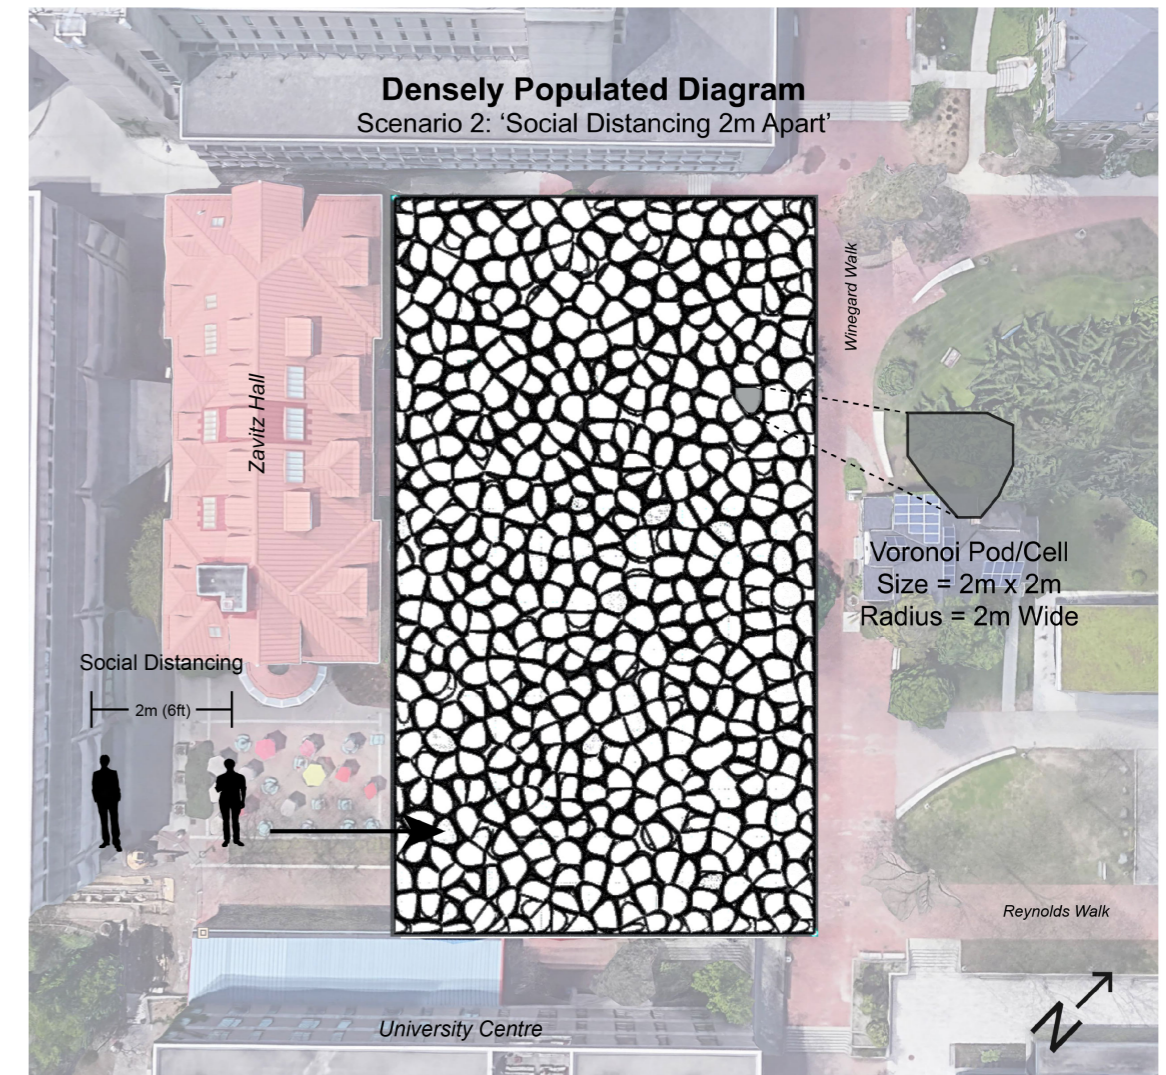 Densely Populated Diagram
Scenario 2: ‘Social Distancing 2m Apart’
Winegard Walk
Zavitz Hall
Voronoi Pod/Cell
Size = 2m x 2m
Radius = 2m Wide
Social Distancing
2m (6ft)
Reynolds Walk
N
University Centre